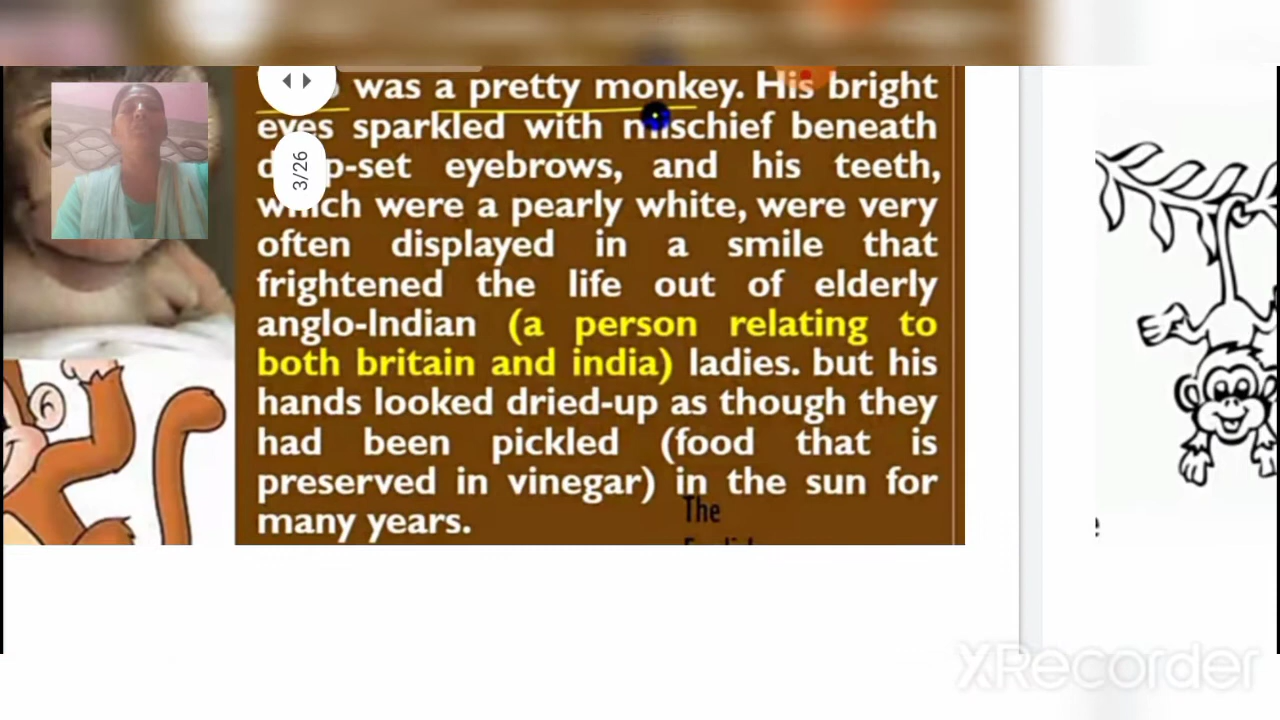 was a pretty monkey. His bright
eyes sparkled with mischief beneath
eyebrows, and his teeth,
which were a pearly white, were very
often displayed in a smile that
frightened the life out of elderly
anglo-Indian (a person relating to
both britain and india) ladies. but his
hands looked dried-up as though they
had been pickled (food that is
preserved in vinegar) in the sun for
many years.
The
3/26
XRecorder